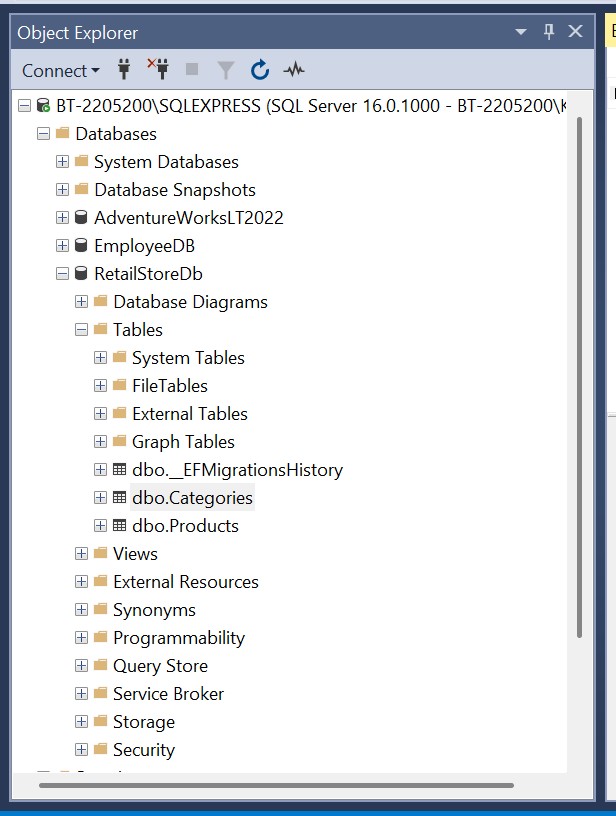 Object Explorer
Connect
BT-2205200\SQLEXPRESS (SQL Server 16.0.1000 - BT-2205200\K
Databases
System Databases
Database Snapshots
AdventureWorksLT2022
EmployeeDB
RetailStoreDb
Database Diagrams
Tables
System Tables
FileTables
External Tables
Graph Tables
dbo.__EFMigrationsHistory
dbo.Categories
dbo.Products
Views
External Resources
Synonyms
Programmability
Query Store
Service Broker
Storage
Security